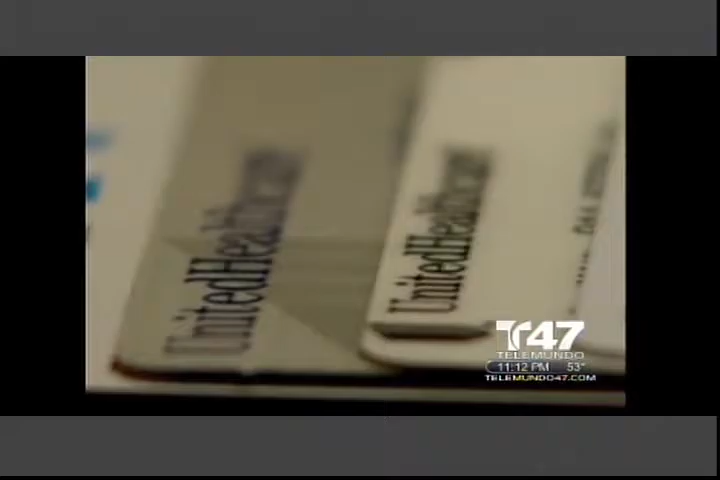 UnitedHealthcare
UnitedHealthcare
T47
TELEMUNDO
11:12 PM 53°
TELEMUNDO47.COM